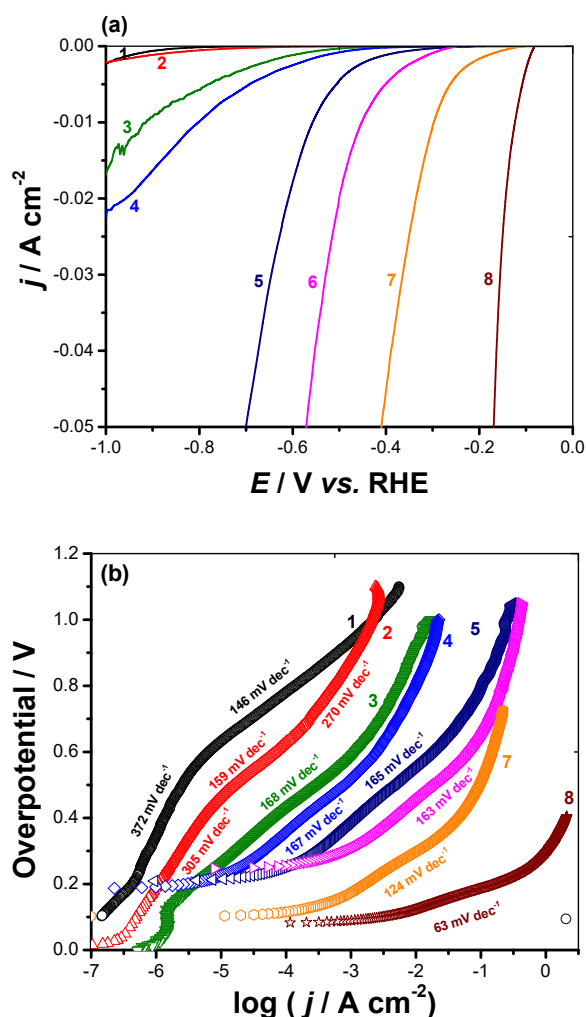 (a)
0.00
-0.01
-0.02
-0.03
-0.04
-0.05
j / A cm-2
1
2
3
4
5
6
7
8
-1.0 -0.8 -0.6 -0.4 -0.2 0.0
E / V vs. RHE
(b)
1.2
1.0
0.8
0.6
0.4
0.2
0.0
Overpotential / V
1
2
3
4
5
7
8
146 mV dec-1
372 mV dec-1
159 mV dec-1
270 mV dec-1
305 mV dec-1
168 mV dec-1
167 mV dec-1
165 mV dec-1
163 mV dec-1
124 mV dec-1
63 mV dec-1
-7 -6 -5 -4 -3 -2 -1 0
log ( j / A cm-2)